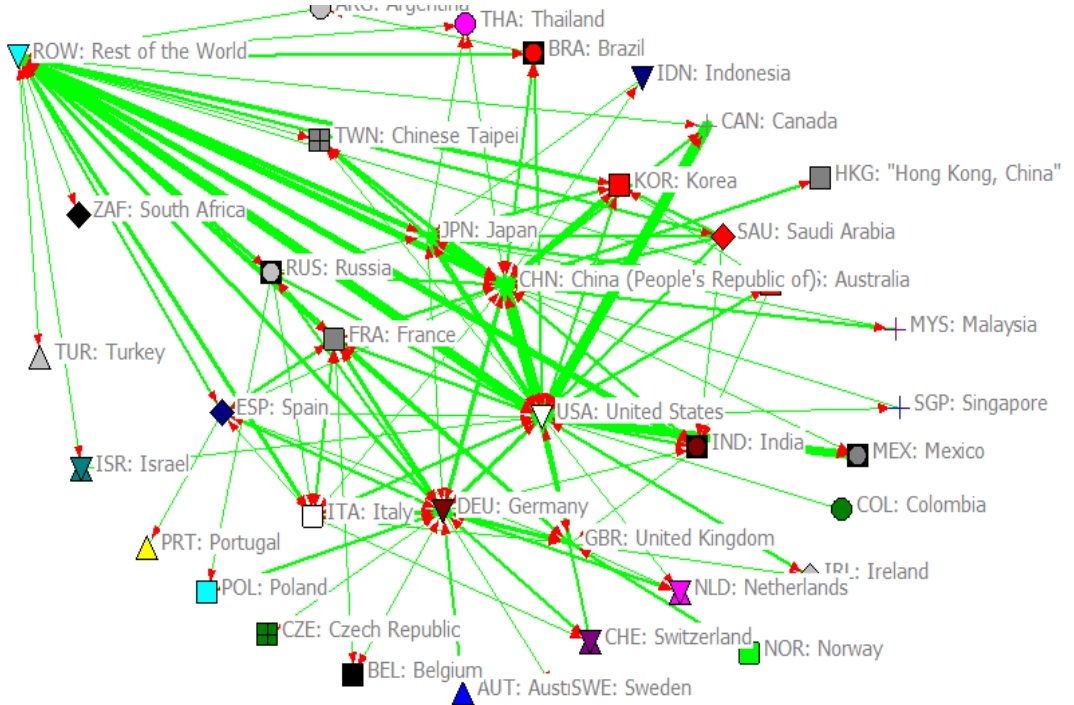 ARG: Argentina
THA: Thailand
ROW: Rest of the World
BRA: Brazil
IDN: Indonesia
CAN: Canada
TWN: Chinese Taipei
HKG: "Hong Kong, China"
KOR: Korea
ZAF: South Africa
JPN: Japan
SAU: Saudi Arabia
RUS: Russia
CHN: China (People's Republic of)
: Australia
MYS: Malaysia
FRA: France
TUR: Turkey
SGP: Singapore
ESP: Spain
USA: United States
IND: India
MEX: Mexico
ISR: Israel
COL: Colombia
DEU: Germany
ITA: Italy
GBR: United Kingdom
PRT: Portugal
IRL: Ireland
POL: Poland
NLD: Netherlands
CZE: Czech Republic
CHE: Switzerland
NOR: Norway
BEL: Belgium
AUT: Aust
SWE: Sweden